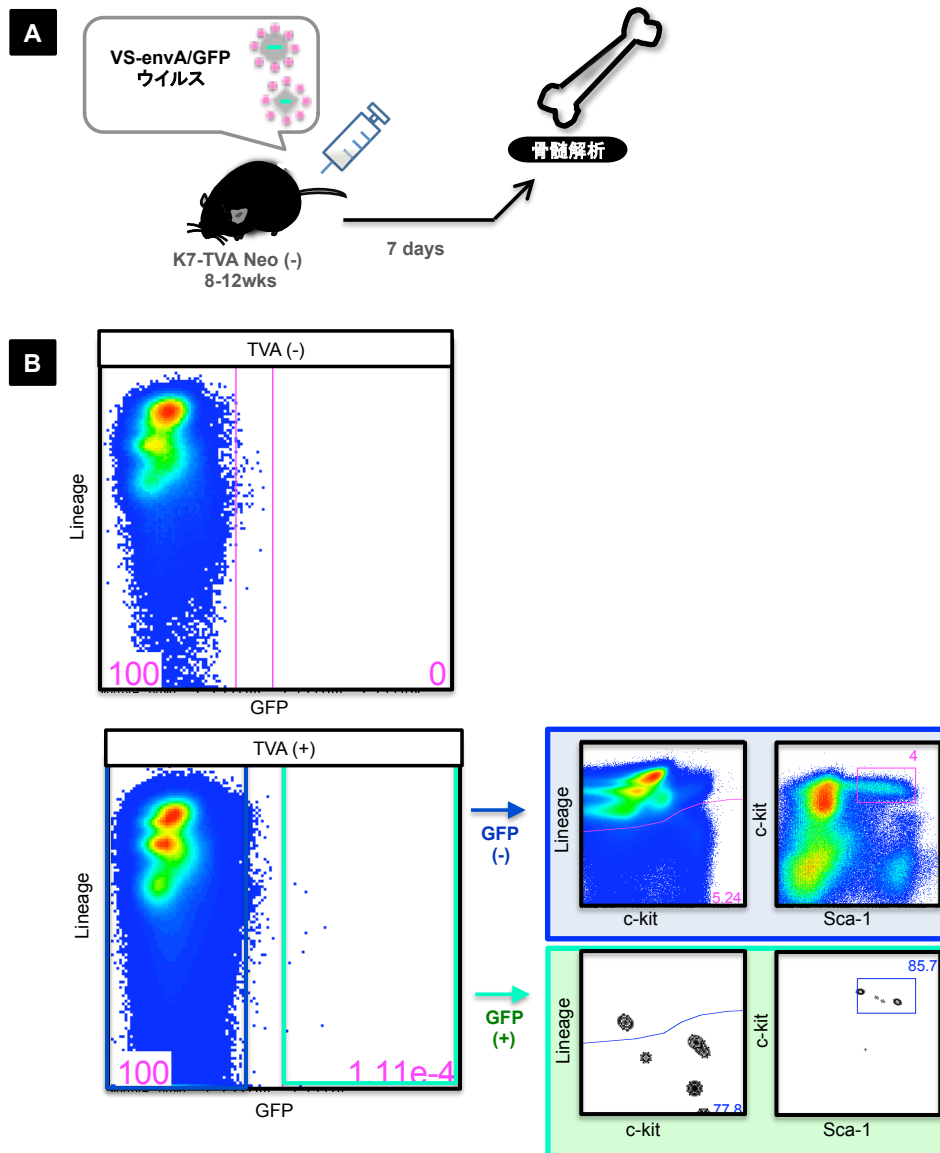 A
VS-envA/GFP
ウイルス
骨髄解析
K7-TVA Neo (-)
8-12wks
7 days
B
TVA (-)
Lineage
100
0
GFP
TVA (+)
Lineage
100
1 11e-4
GFP
GFP
(-)
Lineage
5.24
c-kit
c-kit
4
Sca-1
GFP
(+)
Lineage
77.8
c-kit
c-kit
85.7
Sca-1